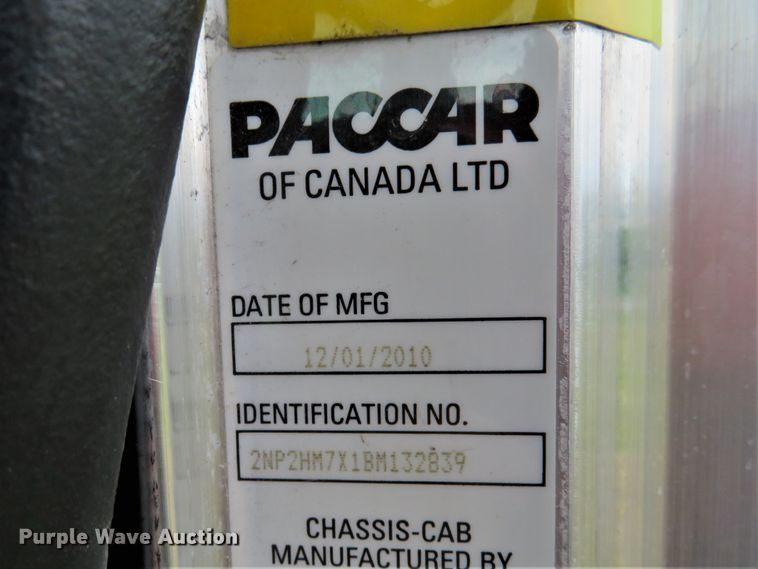 PACCAR
OF CANADA LTD
DATE OF MFG
12/01/2010
IDENTIFICATION NO.
2NP2HM7X1BM132839
CHASSIS-CAB
MANUFACTURED BY
Purple Wave Auction